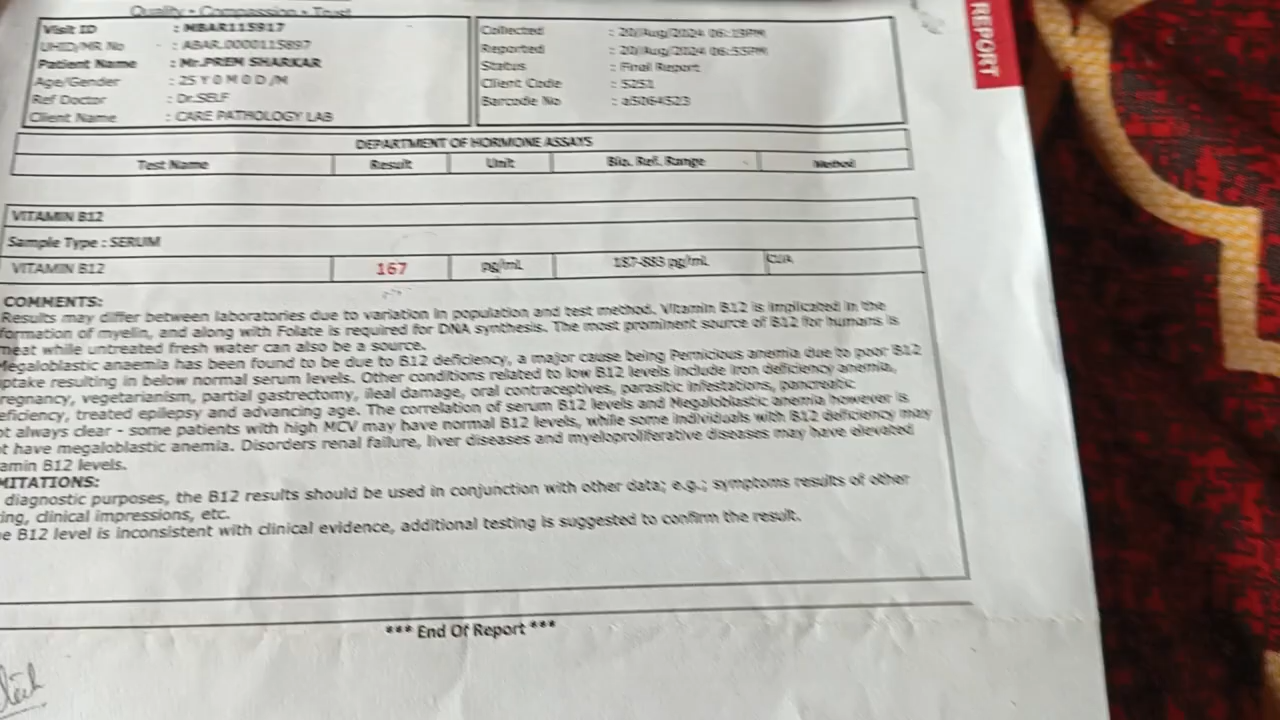 Quality • Compassion • Trust
REPORT
Visit ID : MBAR115917
UHID/MR No : ABAR.0000115897
Patient Name : Mr.PREM SHARKAR
Age/Gender : 25 Y 0 M 0 D /M
Ref Doctor : Dr.SELF
Client Name : CARE PATHOLOGY LAB
Collected : 20/Aug/2024 06:19PM
Reported : 20/Aug/2024 06:55PM
Status : Final Report
Client Code : 5251
Barcode No : a5064523
DEPARTMENT OF HORMONE ASSAYS
Test Name Result Unit Bio. Ref. Range Method
VITAMIN B12
Sample Type : SERUM
VITAMIN B12 167 pg/mL 187-883 pg/mL
COMMENTS:
Results may differ between laboratories due to variation in population and test method. Vitamin B12 is implicated in the
formation of myelin, and along with Folate is required for DNA synthesis. The most prominent source of B12 for humans is
meat while untreated fresh water can also be a source.
Megaloblastic anaemia has been found to be due to B12 deficiency, a major cause being Pernicious anemia due to poor B12
uptake resulting in below normal serum levels. Other conditions related to low B12 levels include iron deficiency anemia,
regnancy, vegetarianism, partial gastrectomy, ileal damage, oral contraceptives, parasitic infestations, pancreatic
eficiency, treated epilepsy and advancing age. The correlation of serum B12 levels and Megaloblastic anemia however is
ot always clear - some patients with high MCV may have normal B12 levels, while some individuals with B12 deficiency may
ot have megaloblastic anemia. Disorders renal failure, liver diseases and myeloproliferative diseases may have elevated
amin B12 levels.
MITATIONS:
diagnostic purposes, the B12 results should be used in conjunction with other data; e.g.; symptoms results of other
ing, clinical impressions, etc.
e B12 level is inconsistent with clinical evidence, additional testing is suggested to confirm the result.
*** End Of Report ***